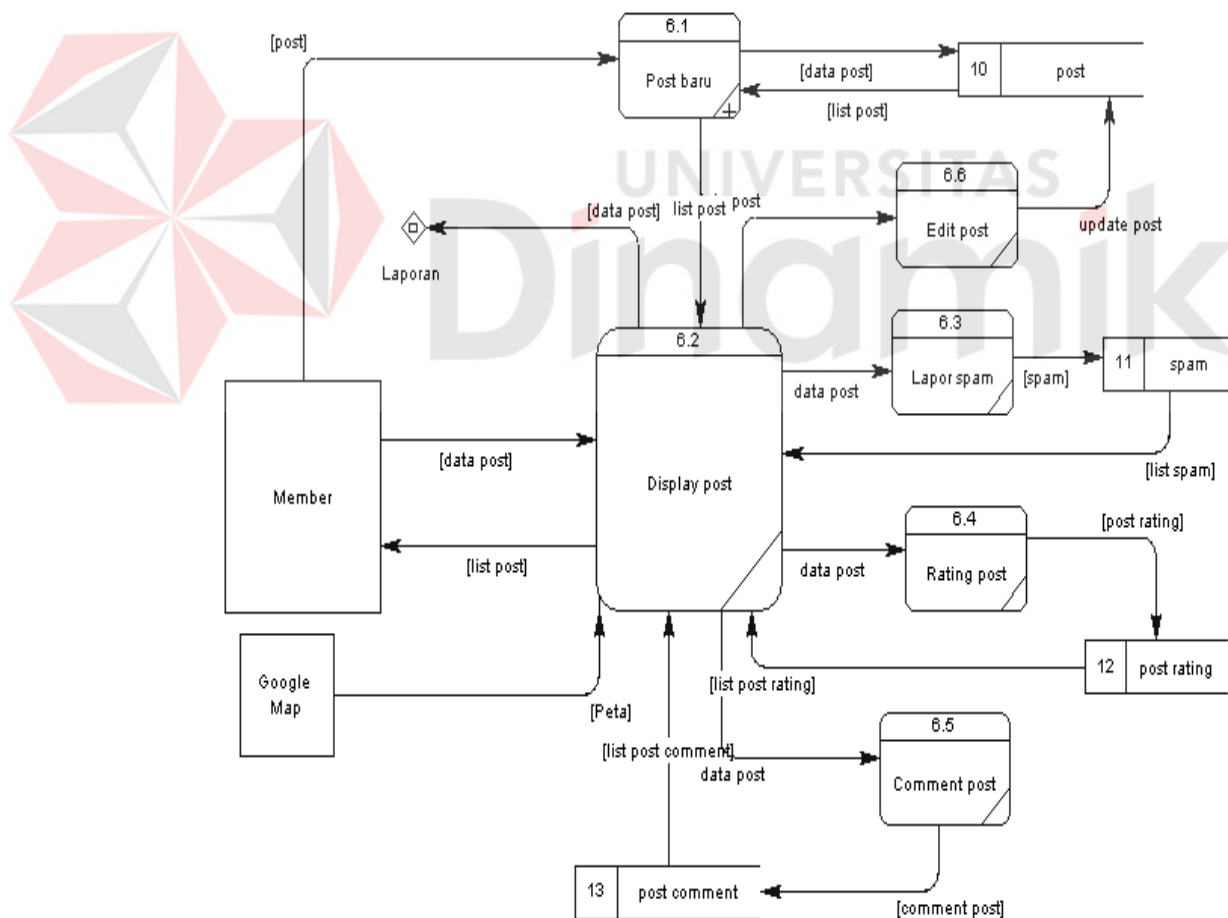 6.1
Post baru
[post]
[data post]
[list post]
10
post
UNIVERSITAS
Dinamika
6.6
Edit post
update post
list post
post
[data post]
Laporan
6.2
Display post
6.3
Lapor spam
data post
[spam]
11
spam
[list spam]
Member
[data post]
[list post]
6.4
Rating post
data post
[post rating]
12
post rating
[list post rating]
Google
Map
[Peta]
[list post comment]
data post
6.5
Comment post
13
post comment
[comment post]